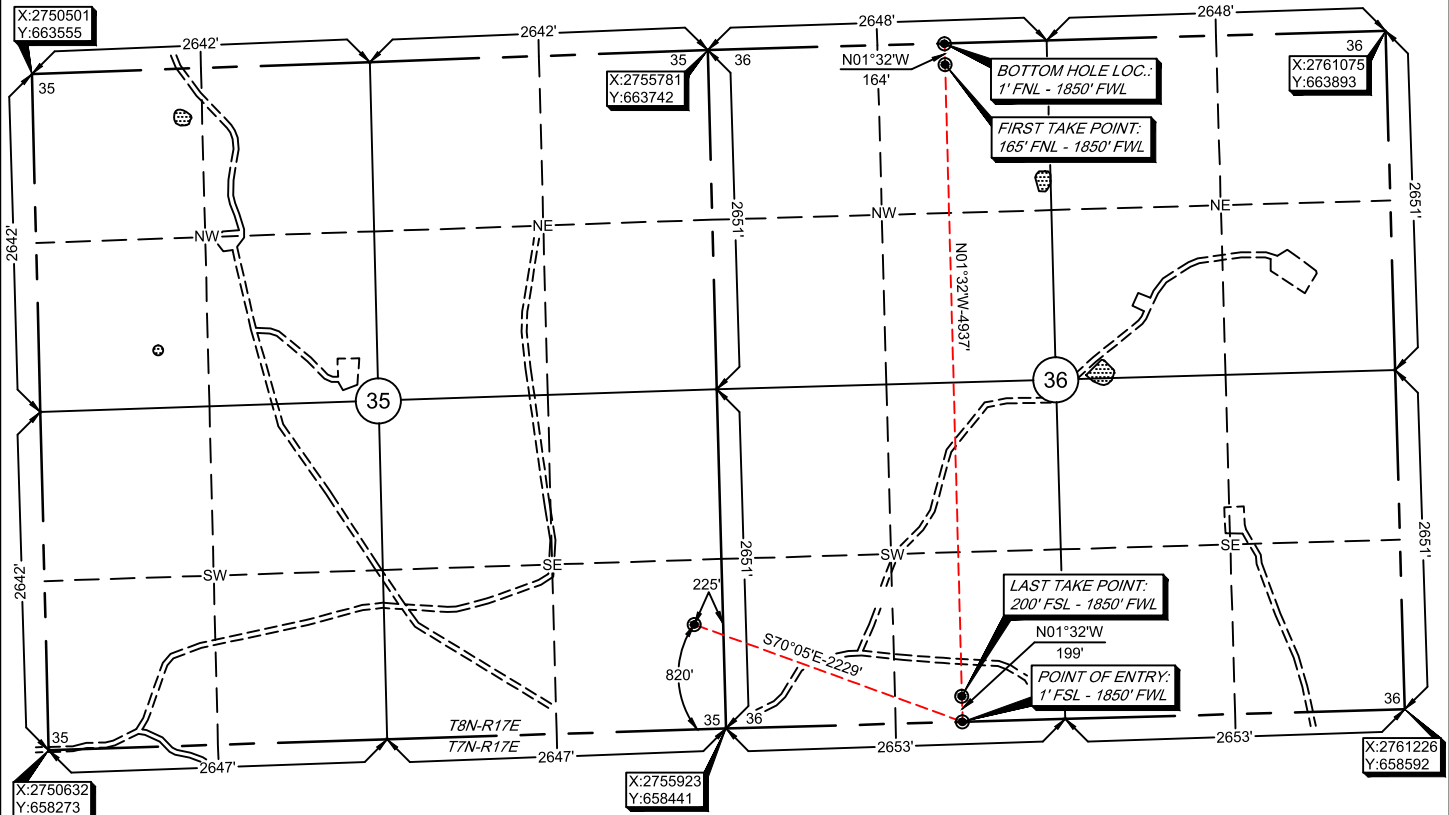 X:2750501
Y:663555
2642'
2642'
2648'
2648'
35
35
36
36
X:2755781
Y:663742
N01°32'W
164'
BOTTOM HOLE LOC.:
1' FNL - 1850' FWL
X:2761075
Y:663893
FIRST TAKE POINT:
165' FNL - 1850' FWL
2642'
NW
NE
2651'
NW
NE
2651'
N01°32'W-4937'
35
36
2642'
SW
SE
2651'
SW
SE
2651'
225'
820'
S70°05'E-2229'
LAST TAKE POINT:
200' FSL - 1850' FWL
N01°32'W
199'
POINT OF ENTRY:
1' FSL - 1850' FWL
35
T8N-R17E
T7N-R17E
35
36
36
2647'
2647'
2653'
2653'
X:2750632
Y:658273
X:2755923
Y:658441
X:2761226
Y:658592